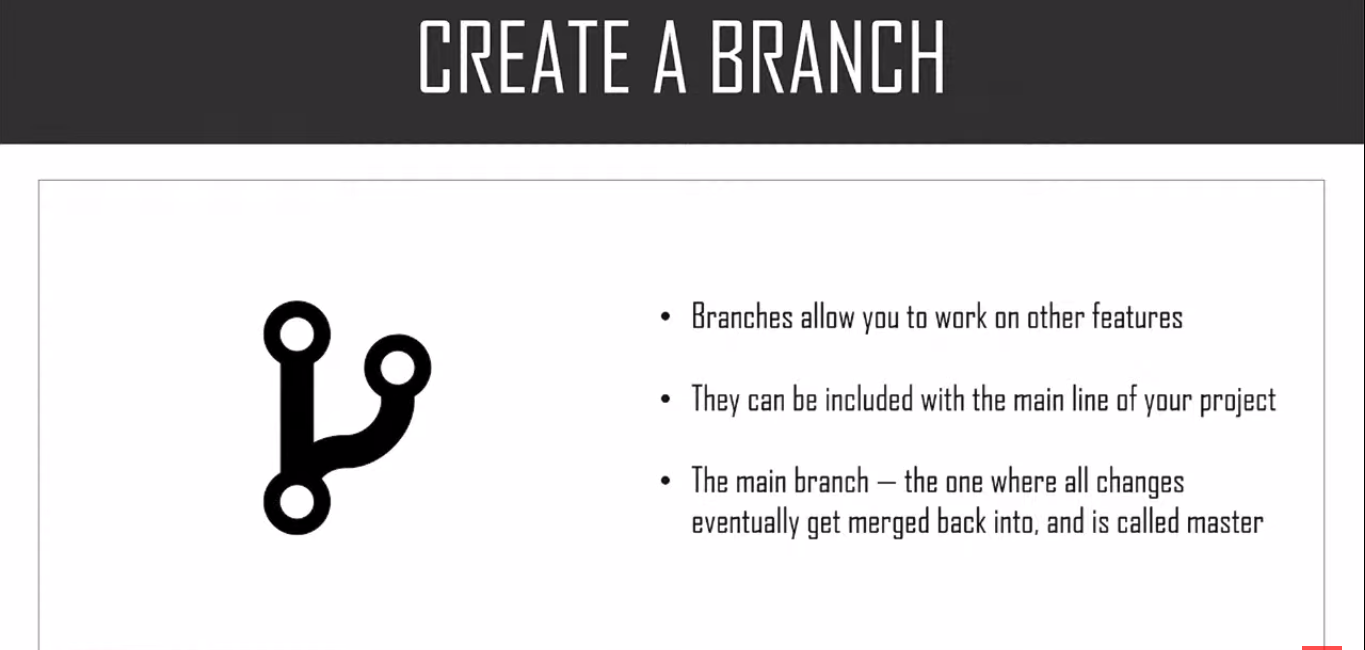 CREATE A BRANCH
• Branches allow you to work on other features
• They can be included with the main line of your project
• The main branch – the one where all changes
eventually get merged back into, and is called master